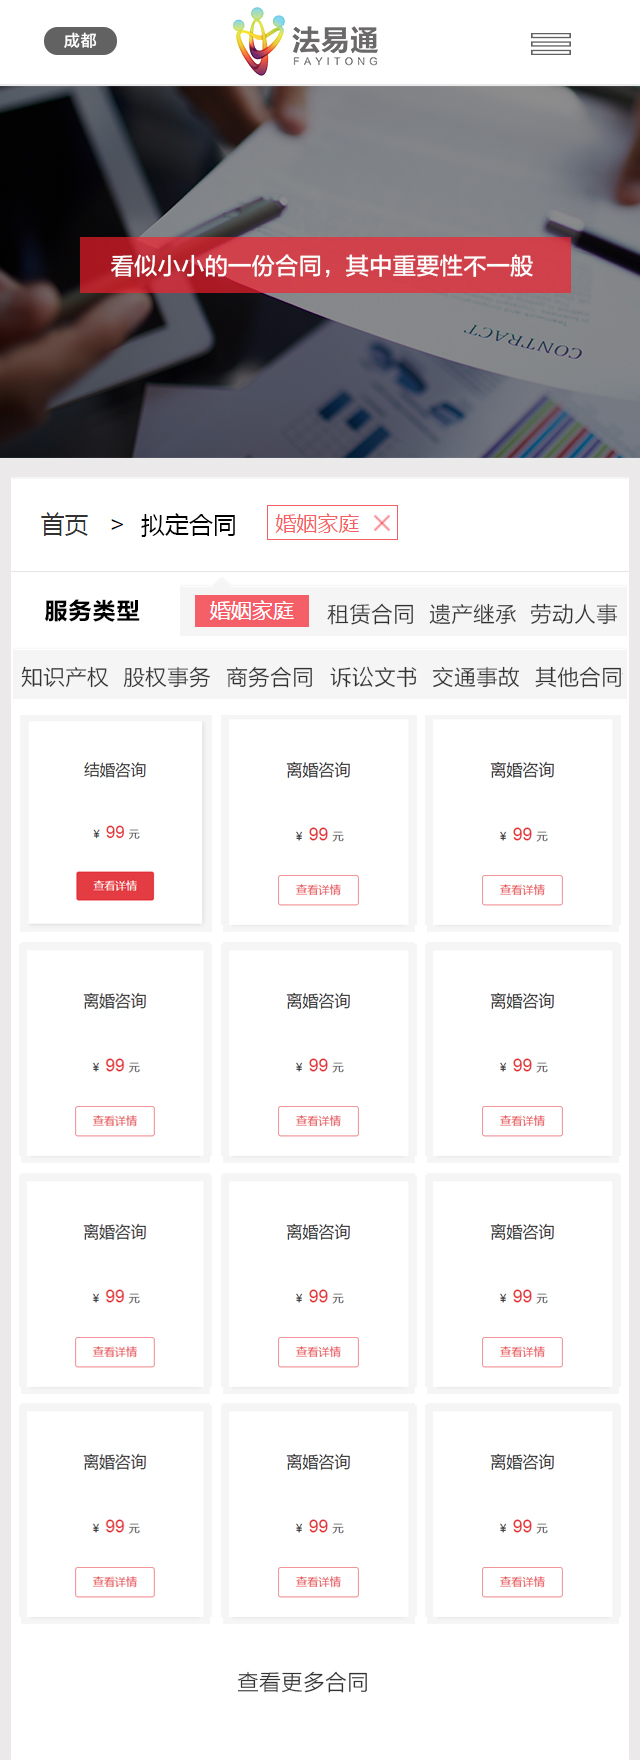 成都
法易通
FAYITONG
看似小小的一份合同，其中重要性不一般
CONTRACT
首页 > 拟定合同 婚姻家庭 ×
服务类型 婚姻家庭 租赁合同 遗产继承 劳动人事
知识产权 股权事务 商务合同 诉讼文书 交通事故 其他合同
结婚咨询 离婚咨询 离婚咨询
¥ 99 元 ¥ 99 元 ¥ 99 元
查看详情 查看详情 查看详情
离婚咨询 离婚咨询 离婚咨询
¥ 99 元 ¥ 99 元 ¥ 99 元
查看详情 查看详情 查看详情
离婚咨询 离婚咨询 离婚咨询
¥ 99 元 ¥ 99 元 ¥ 99 元
查看详情 查看详情 查看详情
离婚咨询 离婚咨询 离婚咨询
¥ 99 元 ¥ 99 元 ¥ 99 元
查看详情 查看详情 查看详情
查看更多合同